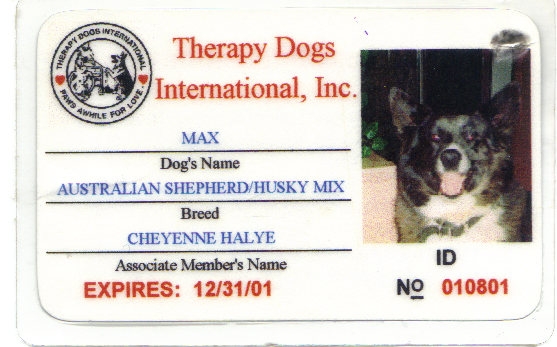 THERAPY DOGS INTERNATIONAL
PAWS AWHILE FOR LOVE
Therapy Dogs
International, Inc.
MAX
Dog's Name
AUSTRALIAN SHEPHERD/HUSKY MIX
Breed
CHEYENNE HALYE
Associate Member's Name
EXPIRES: 12/31/01
ID
No 010801